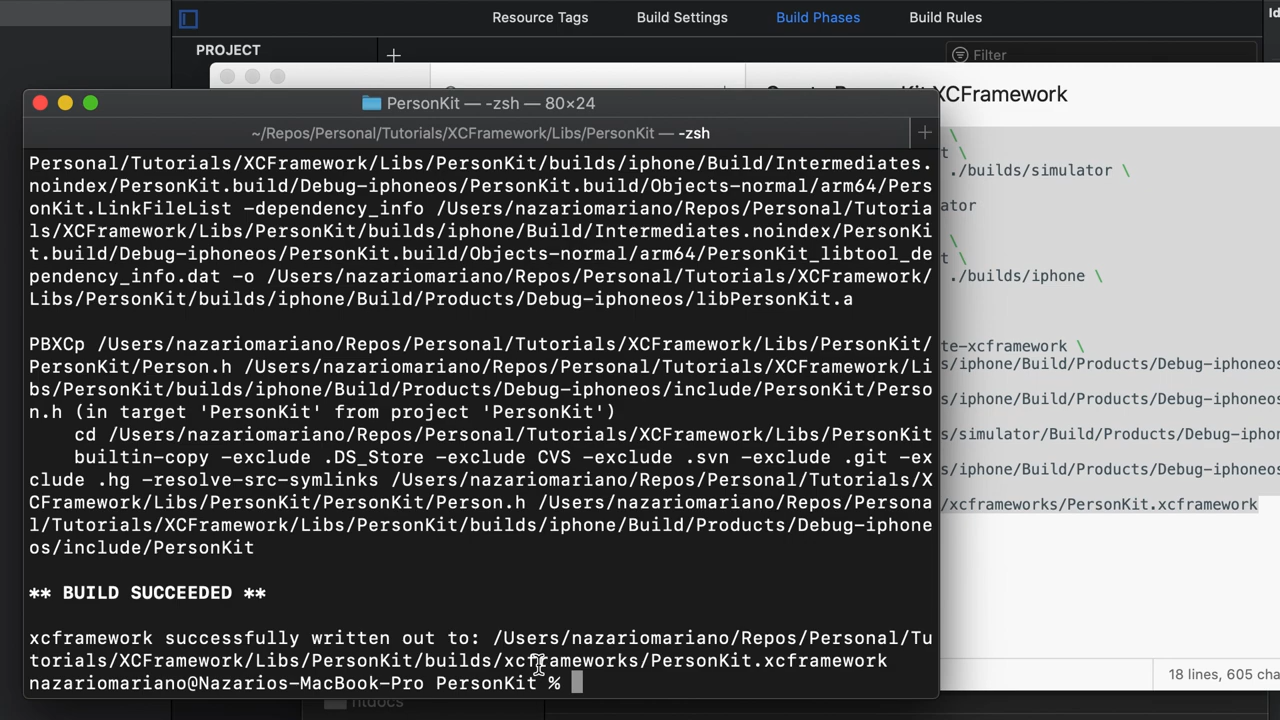 Resource Tags
Build Settings
Build Phases
Build Rules
PROJECT
Filter
XCFramework
PersonKit — -zsh — 80×24
~/Repos/Personal/Tutorials/XCFramework/Libs/PersonKit — -zsh
Personal/Tutorials/XCFramework/Libs/PersonKit/builds/iphone/Build/Intermediates.
noindex/PersonKit.build/Debug-iphoneos/PersonKit.build/Objects-normal/arm64/Pers
onKit.LinkFileList -dependency_info /Users/nazariomariano/Repos/Personal/Tutoria
ls/XCFramework/Libs/PersonKit/builds/iphone/Build/Intermediates.noindex/PersonKi
t.build/Debug-iphoneos/PersonKit.build/Objects-normal/arm64/PersonKit_libtool_de
pendency_info.dat -o /Users/nazariomariano/Repos/Personal/Tutorials/XCFramework/
Libs/PersonKit/builds/iphone/Build/Products/Debug-iphoneos/libPersonKit.a
PBXCp /Users/nazariomariano/Repos/Personal/Tutorials/XCFramework/Libs/PersonKit/
PersonKit/Person.h /Users/nazariomariano/Repos/Personal/Tutorials/XCFramework/Li
bs/PersonKit/builds/iphone/Build/Products/Debug-iphoneos/include/PersonKit/Perso
n.h (in target 'PersonKit' from project 'PersonKit')
cd /Users/nazariomariano/Repos/Personal/Tutorials/XCFramework/Libs/PersonKit
builtin-copy -exclude .DS_Store -exclude CVS -exclude .svn -exclude .git -ex
clude .hg -resolve-src-symlinks /Users/nazariomariano/Repos/Personal/Tutorials/X
CFramework/Libs/PersonKit/PersonKit/Person.h /Users/nazariomariano/Repos/Persona
l/Tutorials/XCFramework/Libs/PersonKit/builds/iphone/Build/Products/Debug-iphone
os/include/PersonKit
** BUILD SUCCEEDED **
xcframework successfully written out to: /Users/nazariomariano/Repos/Personal/Tu
torials/XCFramework/Libs/PersonKit/builds/xcframeworks/PersonKit.xcframework
nazariomariano@Nazarios-MacBook-Pro PersonKit %
\
t \
./builds/simulator \
ator
\
t \
./builds/iphone \
te-xcframework \
s/iphone/Build/Products/Debug-iphoneos
s/iphone/Build/Products/Debug-iphoneos
s/simulator/Build/Products/Debug-iphon
s/iphone/Build/Products/Debug-iphoneos
/xcframeworks/PersonKit.xcframework
18 lines, 605 cha
htdocs